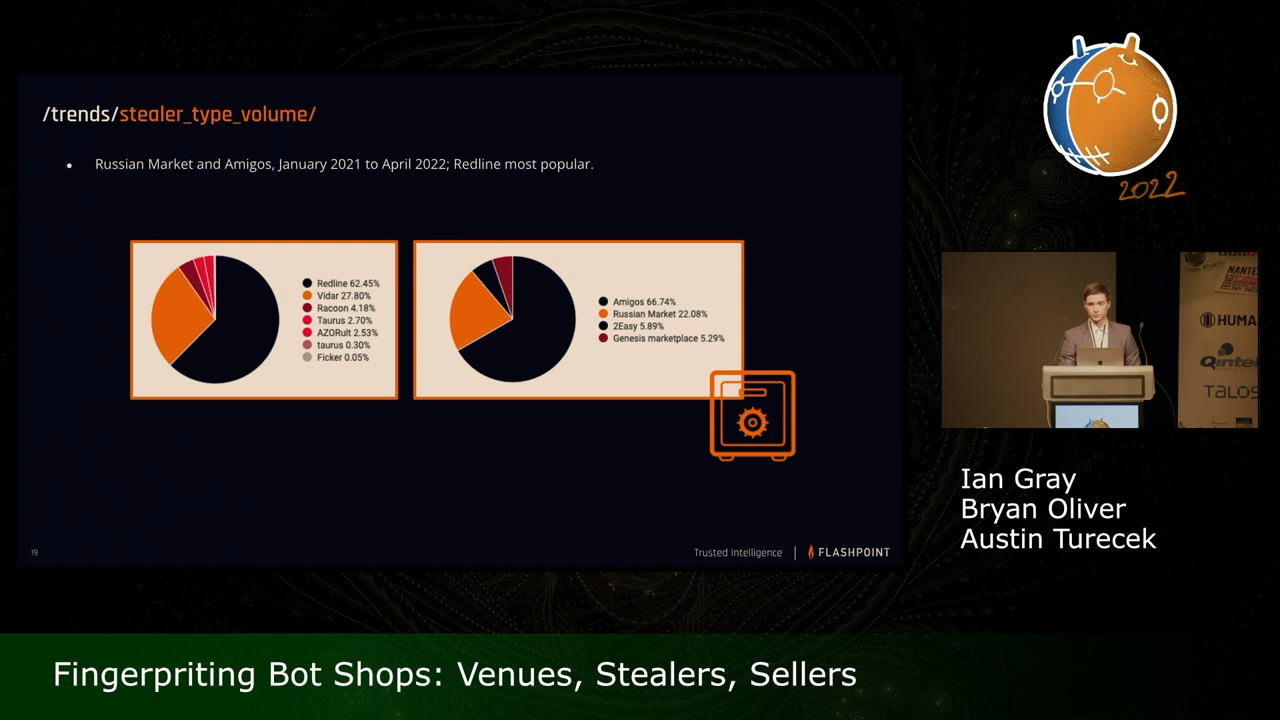 /trends/stealer_type_volume/
• Russian Market and Amigos, January 2021 to April 2022; Redline most popular.
Redline 62.45%
Vidar 27.80%
Racoon 4.18%
Taurus 2.70%
AZORult 2.53%
taurus 0.30%
Ficker 0.05%
Amigos 66.74%
Russian Market 22.08%
2Easy 5.89%
Genesis marketplace 5.29%
19
Trusted Intelligence | FLASHPOINT
2022
NANTES
HUMA
Qintel
TALOS
Ian Gray
Bryan Oliver
Austin Turecek
Fingerpriting Bot Shops: Venues, Stealers, Sellers